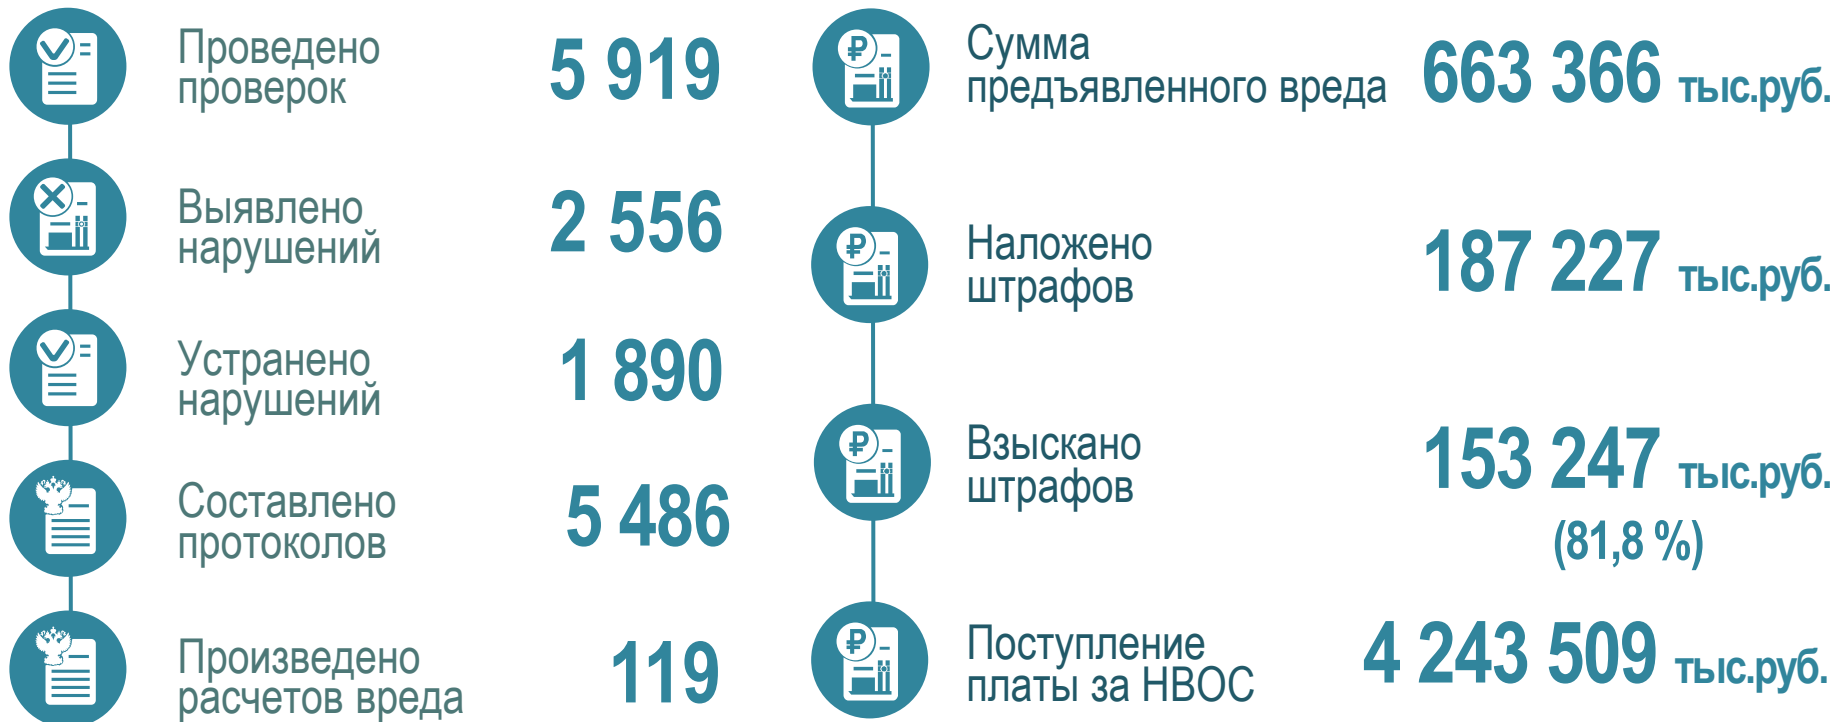 Проведено
проверок
5 919
Выявлено
нарушений
2 556
Устранено
нарушений
1 890
Составлено
протоколов
5 486
Произведено
расчетов вреда
119
Сумма
предъявленного вреда
663 366 тыс.руб.
Наложено
штрафов
187 227 тыс.руб.
Взыскано
штрафов
153 247 тыс.руб.
(81,8 %)
Поступление
платы за НВОС
4 243 509 тыс.руб.